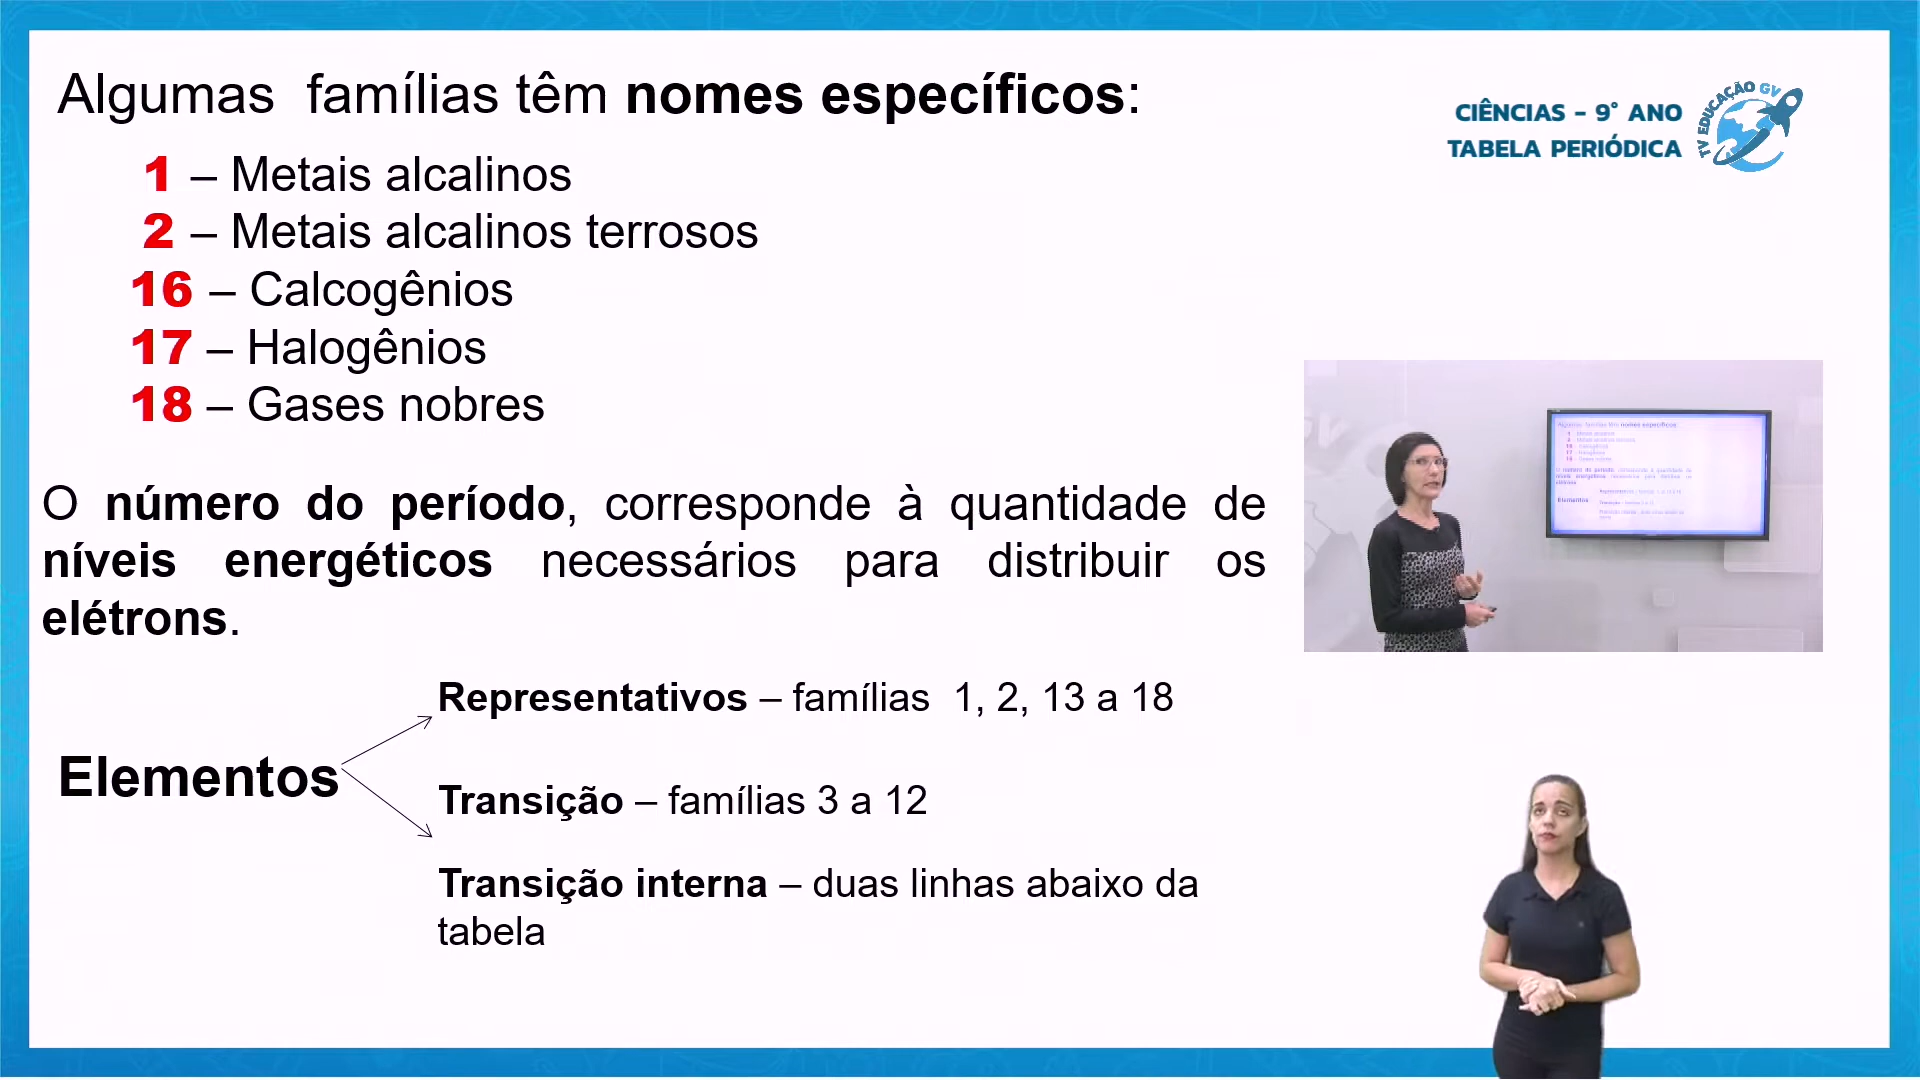 Algumas famílias têm nomes específicos:
1 – Metais alcalinos
2 – Metais alcalinos terrosos
16 – Calcogênios
17 – Halogênios
18 – Gases nobres
O número do período, corresponde à quantidade de
níveis energéticos necessários para distribuir os
elétrons.
Elementos
Representativos – famílias 1, 2, 13 a 18
Transição – famílias 3 a 12
Transição interna – duas linhas abaixo da
tabela
CIÊNCIAS - 9° ANO
TABELA PERIÓDICA
TV EDUCAÇÃO GV